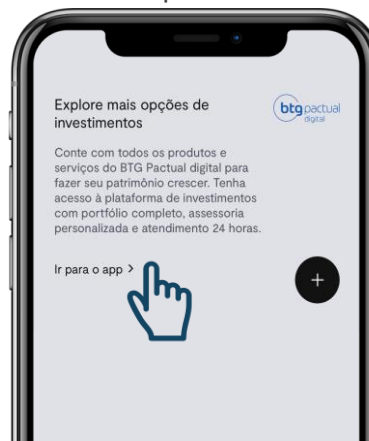 Explore mais opções de
investimentos
btg pactual
digital
Conte com todos os produtos e
serviços do BTG Pactual digital para
fazer seu patrimônio crescer. Tenha
acesso à plataforma de investimentos
com portfólio completo, assessoria
personalizada e atendimento 24 horas.
Ir para o app >
+